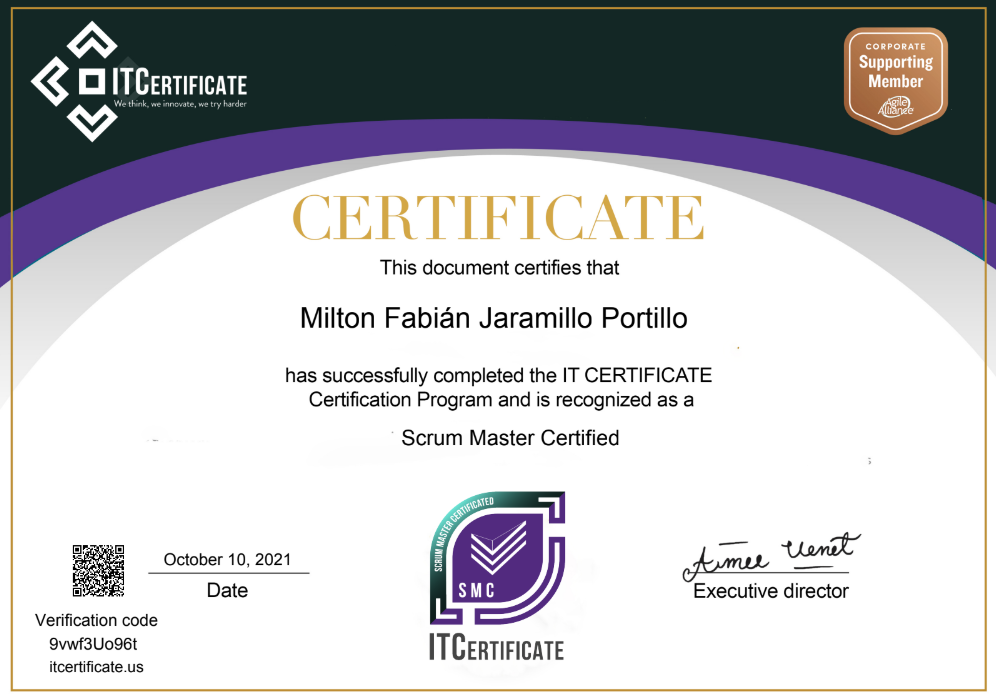 ITCERTIFICATE
We think, we innovate, we try harder
CORPORATE
Supporting
Member
Agile
Alliance
CERTIFICATE
This document certifies that
Milton Fabián Jaramillo Portillo
has successfully completed the IT CERTIFICATE
Certification Program and is recognized as a
Scrum Master Certified
SCRUM MASTER CERTIFICATED
SMC
ITCERTIFICATE
October 10, 2021
Date
Verification code
9vwf3Uo96t
itcertificate.us
Aimee Venet
Executive director